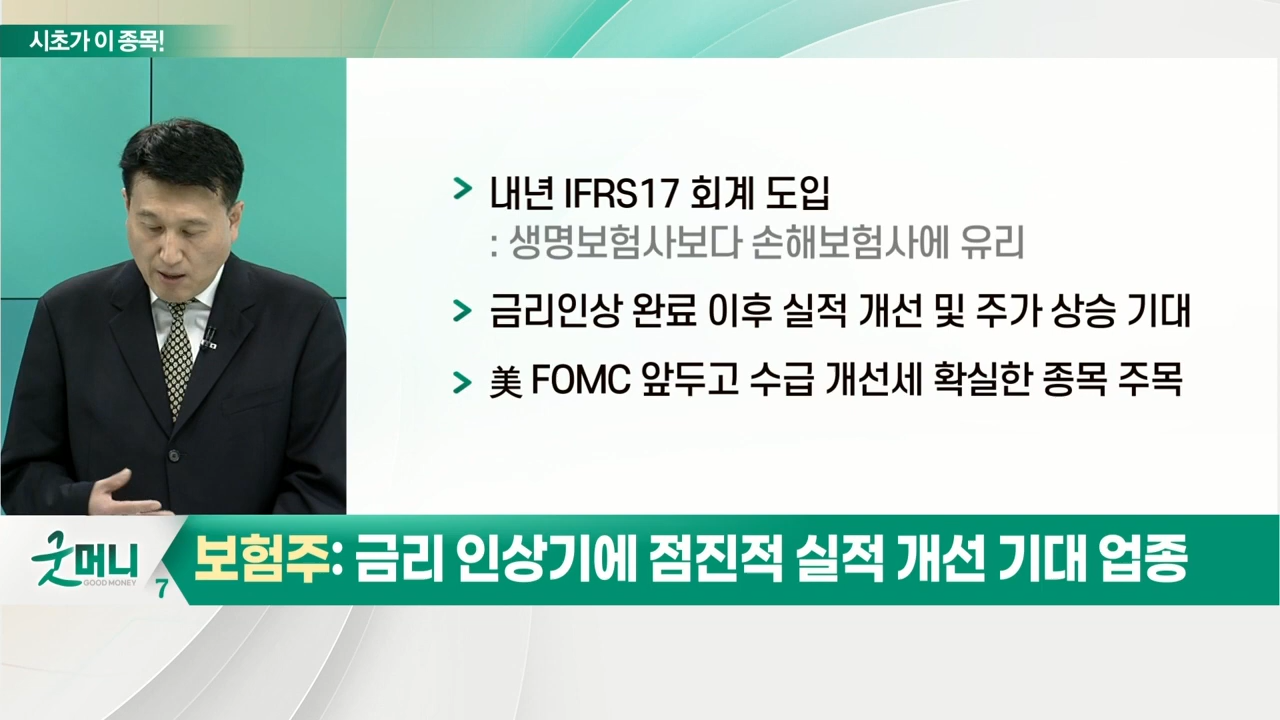 시초가 이 종목!
> 내년 IFRS17 회계 도입
: 생명보험사보다 손해보험사에 유리
> 금리인상 완료 이후 실적 개선 및 주가 상승 기대
> 美 FOMC 앞두고 수급 개선세 확실한 종목 주목
굿머니
GOOD MONEY
7
보험주: 금리 인상기에 점진적 실적 개선 기대 업종